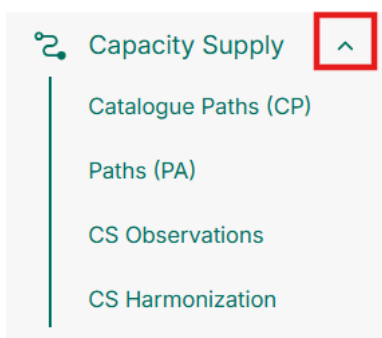 Capacity Supply
Catalogue Paths (CP)
Paths (PA)
CS Observations
CS Harmonization